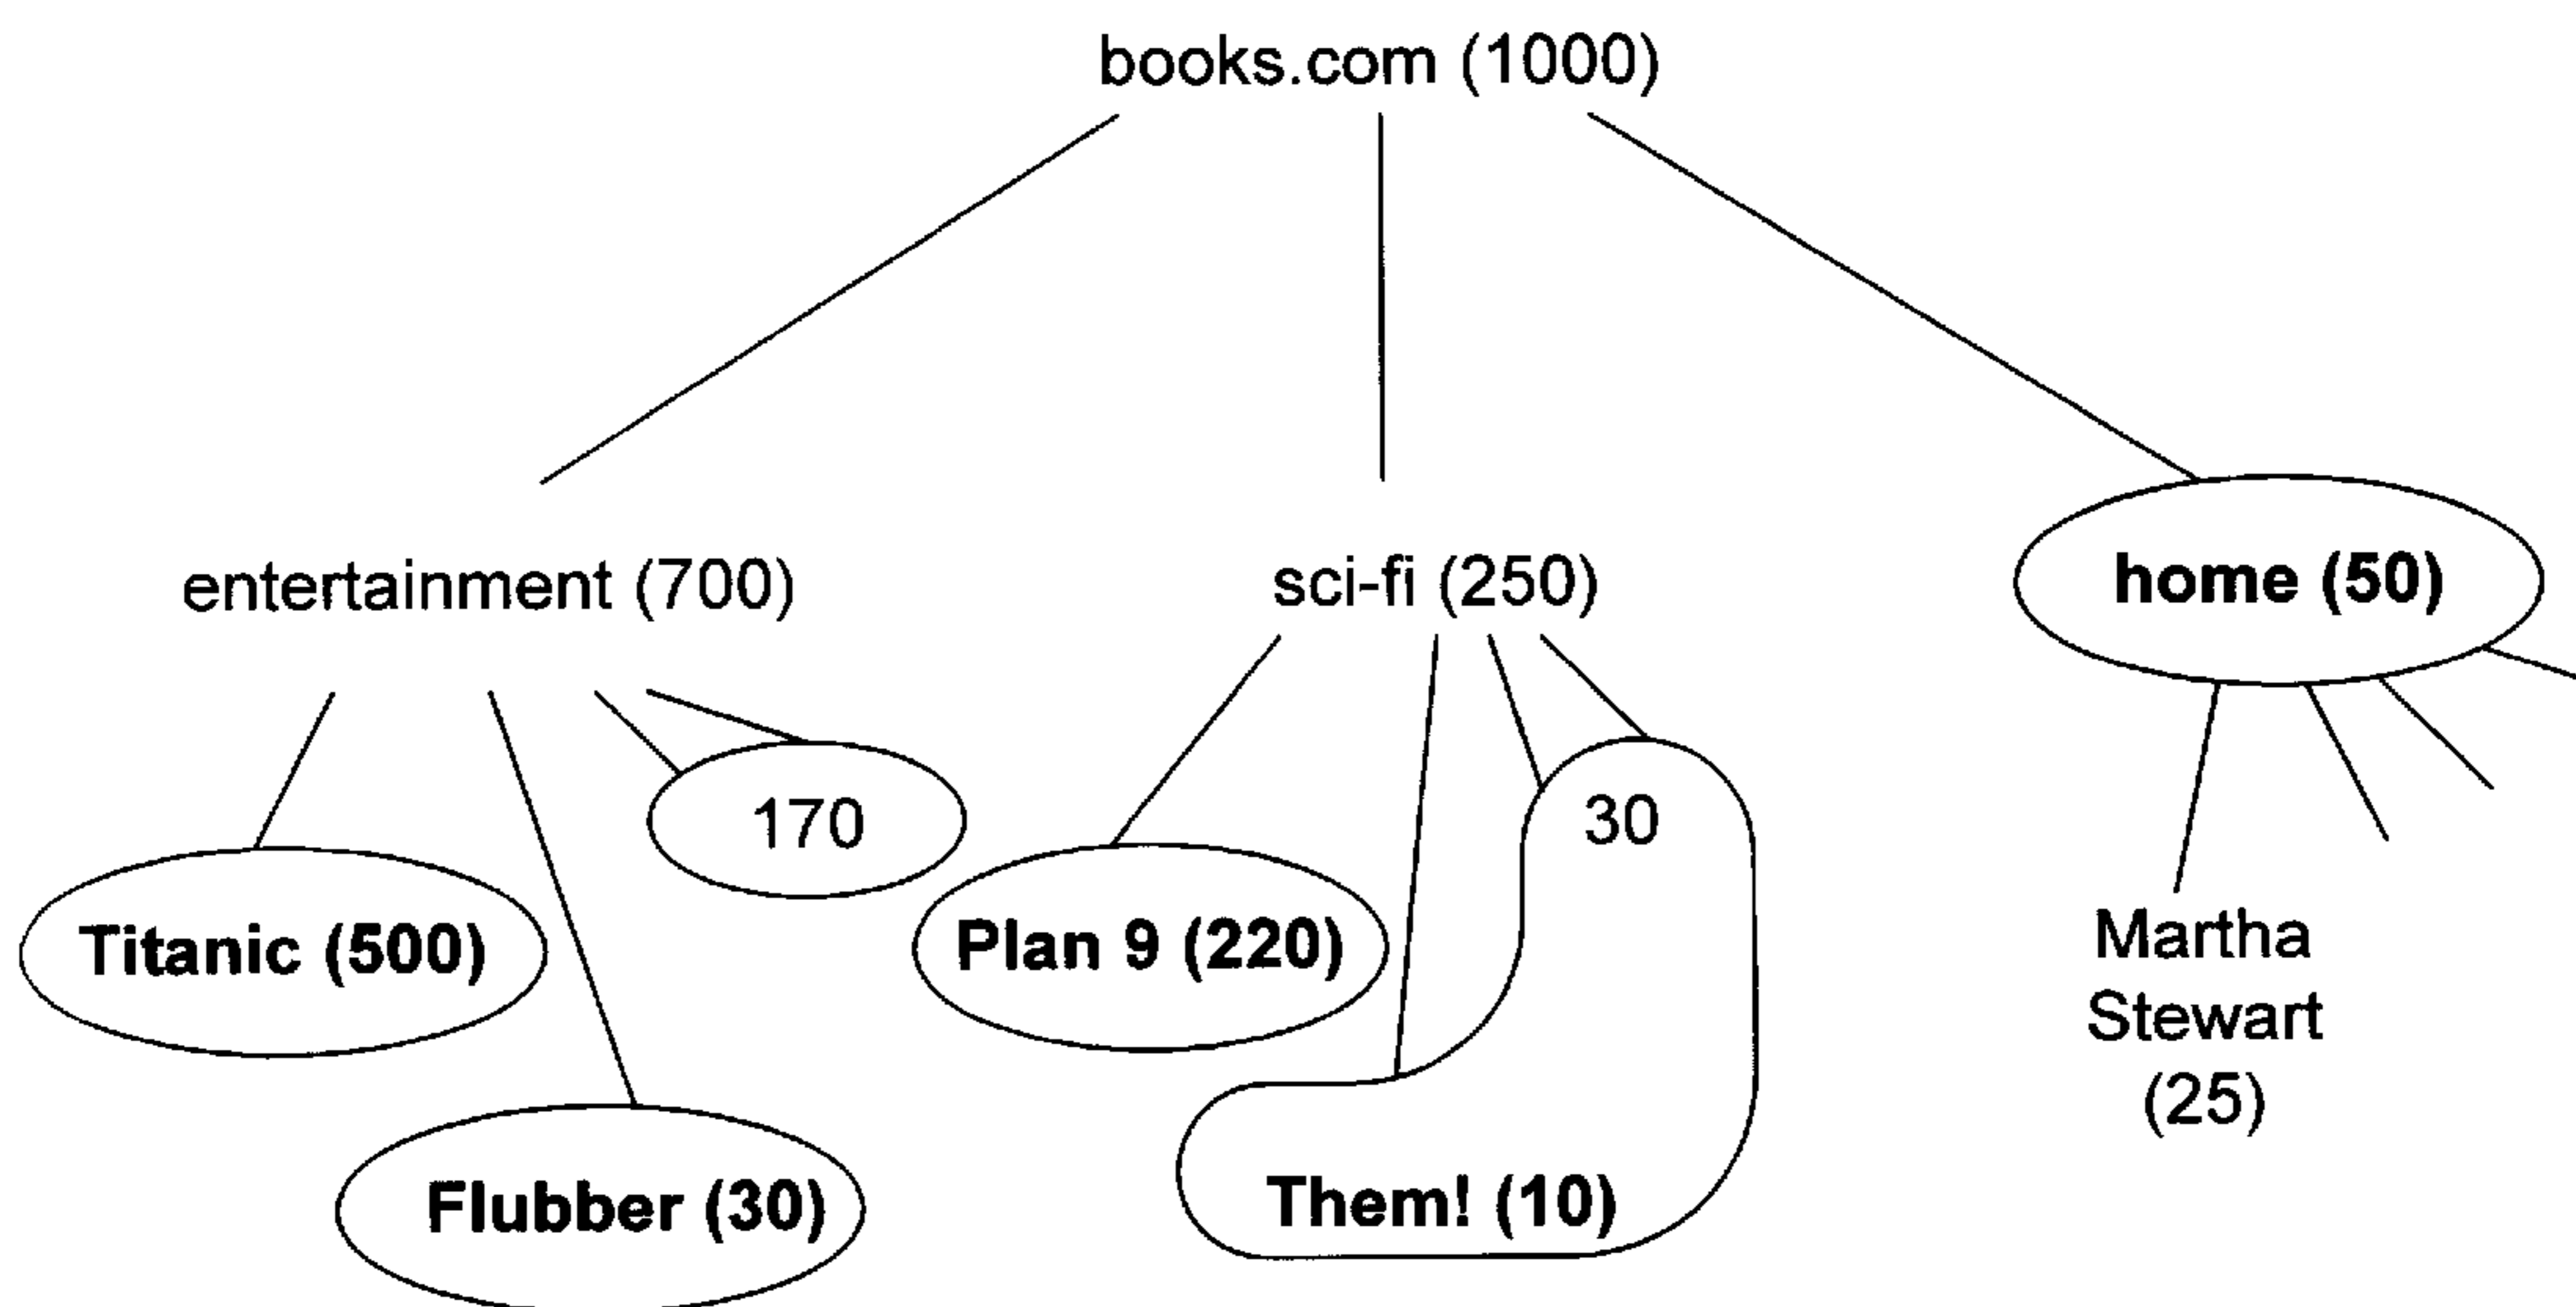 books.com (1000)
entertainment (700)
sci-fi (250)
home (50)
170
30
Titanic (500)
Plan 9 (220)
Martha
Stewart
(25)
Flubber (30)
Them! (10)